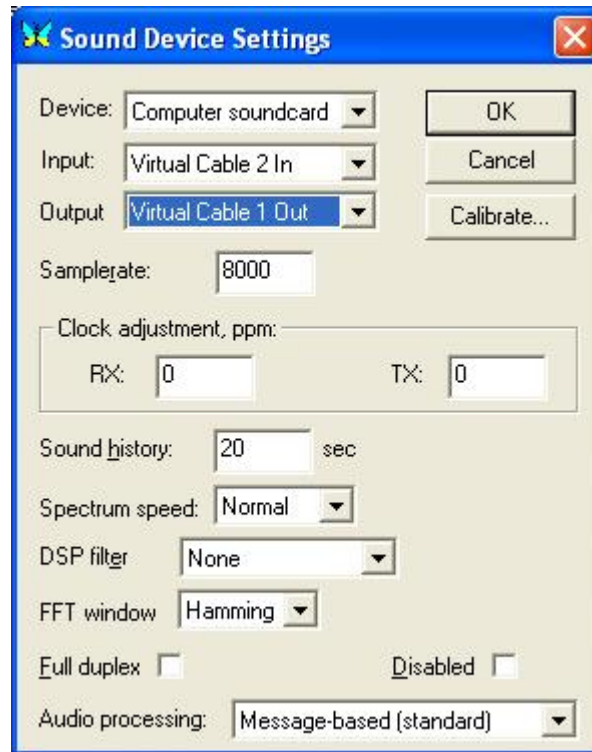 Sound Device Settings
Device: Computer soundcard OK
Input: Virtual Cable 2 In Cancel
Output Virtual Cable 1 Out Calibrate...
Samplerate: 8000
Clock adjustment, ppm:
RX: 0 TX: 0
Sound history: 20 sec
Spectrum speed: Normal
DSP filter None
FFT window Hamming
Full duplex Disabled
Audio processing: Message-based (standard)